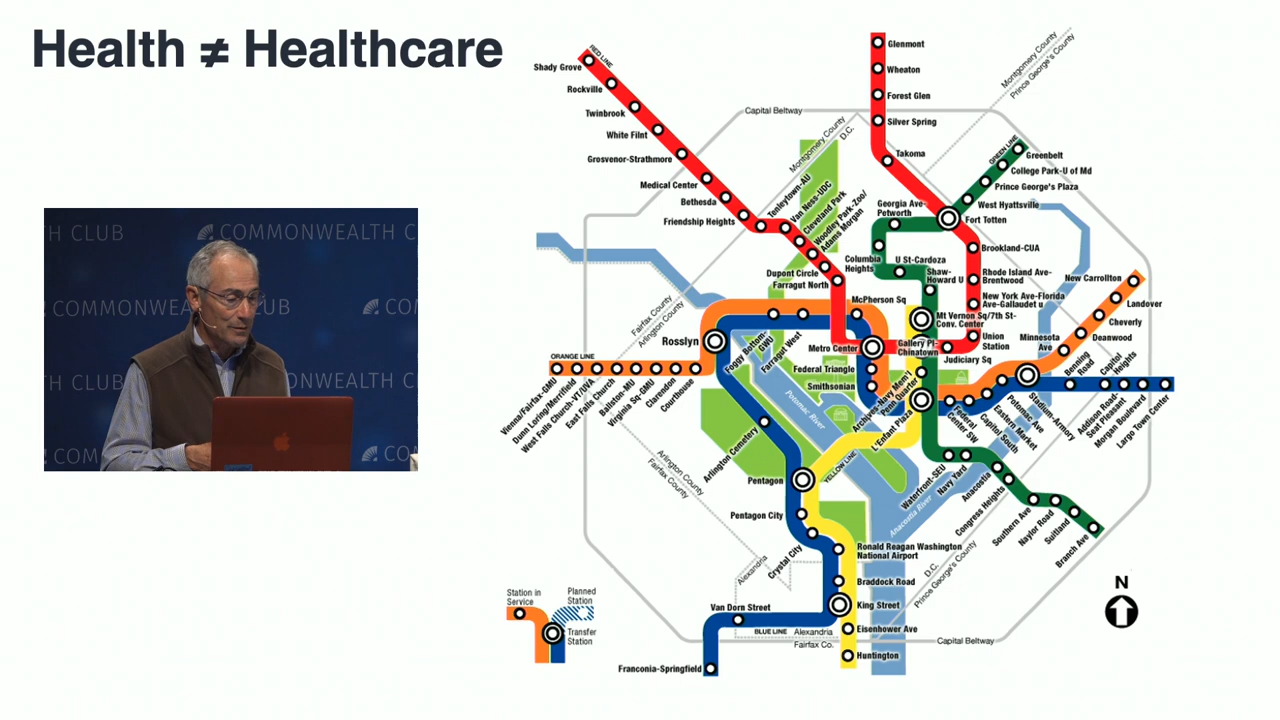 Health ≠ Healthcare
TH CLUB
COMMONWEALTH C
COMMONWEALTH
UB
COM
TH CLUB
ONWEALTH C
COM
COM
RED LINE
Shady Grove
Rockville
Twinbrook
White Flint
Grosvenor-Strathmore
Medical Center
Bethesda
Friendship Heights
Tenleytown-AU
Van Ness-UDC
Cleveland Park
Woodley Park-Zoo/
Adams Morgan
Dupont Circle
Farragut North
Capital Beltway
Montgomery County
D.C.
Glenmont
Wheaton
Forest Glen
Silver Spring
Takoma
Montgomery County
Prince George's County
GREEN LINE
Greenbelt
College Park-U of Md
Prince George's Plaza
West Hyattsville
Fort Totten
Georgia Ave-
Petworth
Columbia
Heights
U St-Cardoza
Shaw-
Howard U
Brookland-CUA
Rhode Island Ave-
Brentwood
New York Ave-Florida
Ave-Gallaudet u
Mt Vernon Sq/7th St-
Conv. Center
Union
Station
Judiciary Sq
Gallery Pl-
Chinatown
McPherson Sq
Metro Center
Federal Triangle
Smithsonian
Archives-Navy Mem'l
Penn Quarter
L'Enfant Plaza
New Carrollton
Landover
Cheverly
Deanwood
Minnesota
Ave
Benning
Road
Capitol
Heights
Addison Road-
Seat Pleasant
Morgan Boulevard
Largo Town Center
Stadium-Armory
Potomac Ave
Eastern Market
Capitol South
Federal
Center SW
Fairfax County
Arlington County
Rosslyn
Foggy Bottom-
GWU
Farragut West
ORANGE LINE
Vienna/Fairfax-GMU
Dunn Loring/Merrifield
West Falls Church-VT/UVA
East Falls Church
Ballston-MU
Virginia Sq-GMU
Clarendon
Courthouse
Potomac River
Arlington Cemetery
Arlington County
Fairfax County
Pentagon
YELLOW LINE
Pentagon City
Crystal City
Waterfront-SEU
Navy Yard
Anacostia
Congress Heights
Southern Ave
Naylor Road
Suitland
Branch Ave
Anacostia River
D.C.
Prince George's County
Ronald Reagan Washington
National Airport
Braddock Road
King Street
Eisenhower Ave
Huntington
Alexandria
Van Dorn Street
BLUE LINE
Alexandria
Fairfax Co.
Franconia-Springfield
Capital Beltway
N
Station in
Service
Planned
Station
Transfer
Station